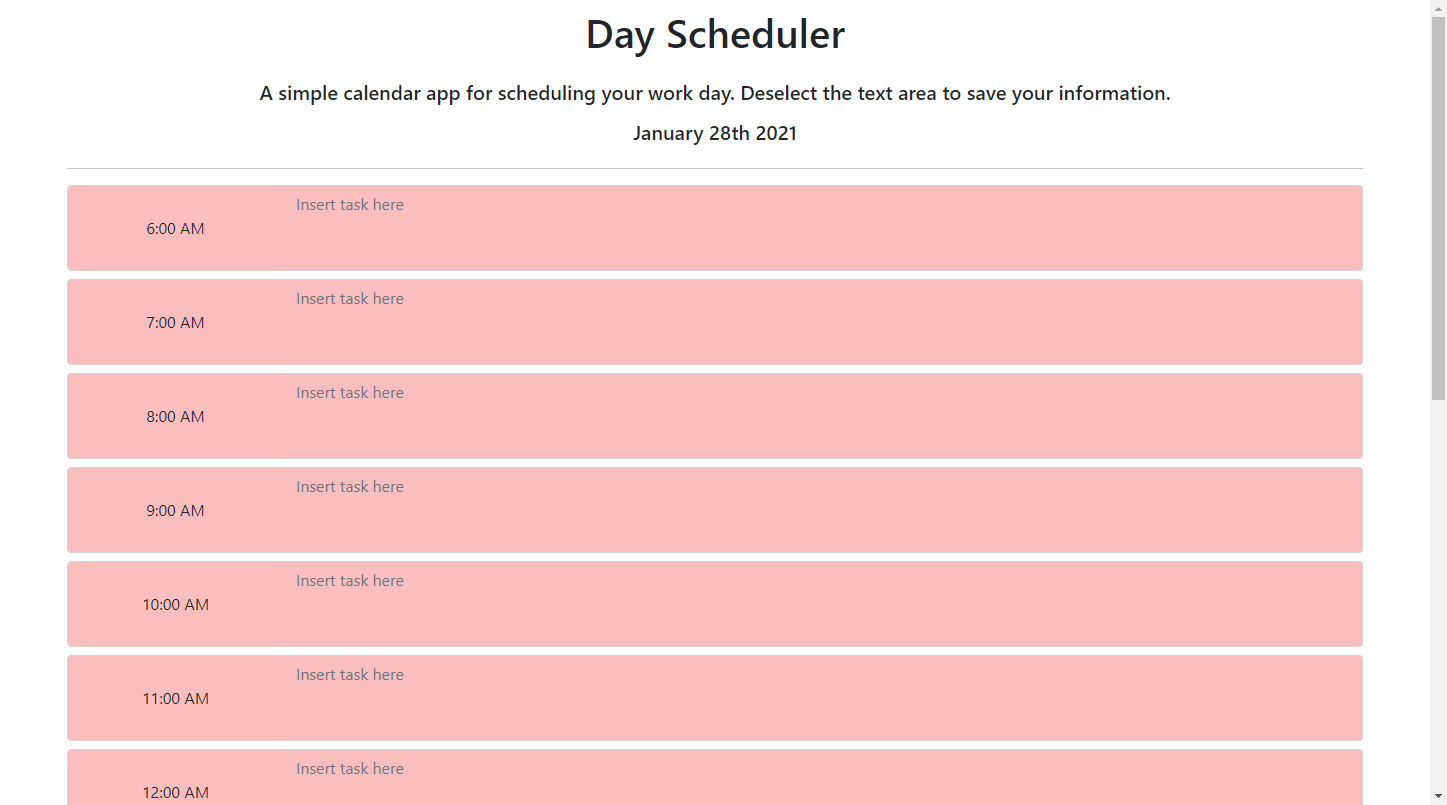 Day Scheduler
A simple calendar app for scheduling your work day. Deselect the text area to save your information.
January 28th 2021
Insert task here
6:00 AM
Insert task here
7:00 AM
Insert task here
8:00 AM
Insert task here
9:00 AM
Insert task here
10:00 AM
Insert task here
11:00 AM
Insert task here
12:00 AM